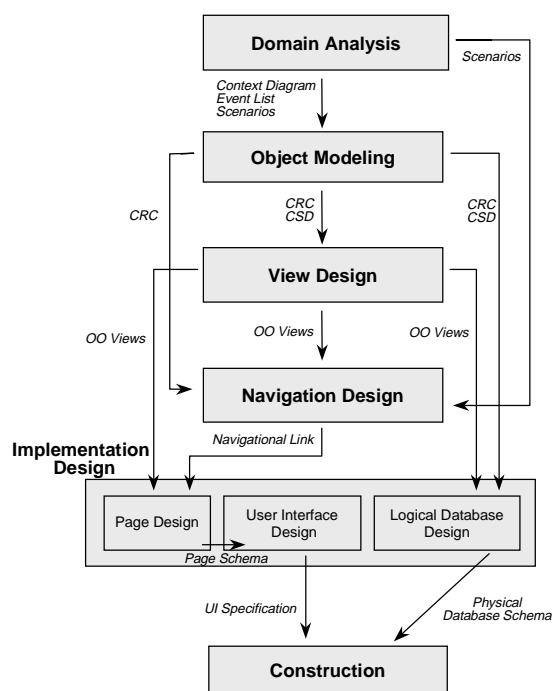 Domain Analysis
Scenarios
Context Diagram
Event List
Scenarios
Object Modeling
CRC
CRC
CSD
CRC
CSD
View Design
OO Views
OO Views
OO Views
Navigation Design
Implementation
Design
Navigational Link
Page Design
User Interface
Design
Logical Database
Design
Page Schema
UI Specification
Physical
Database Schema
Construction